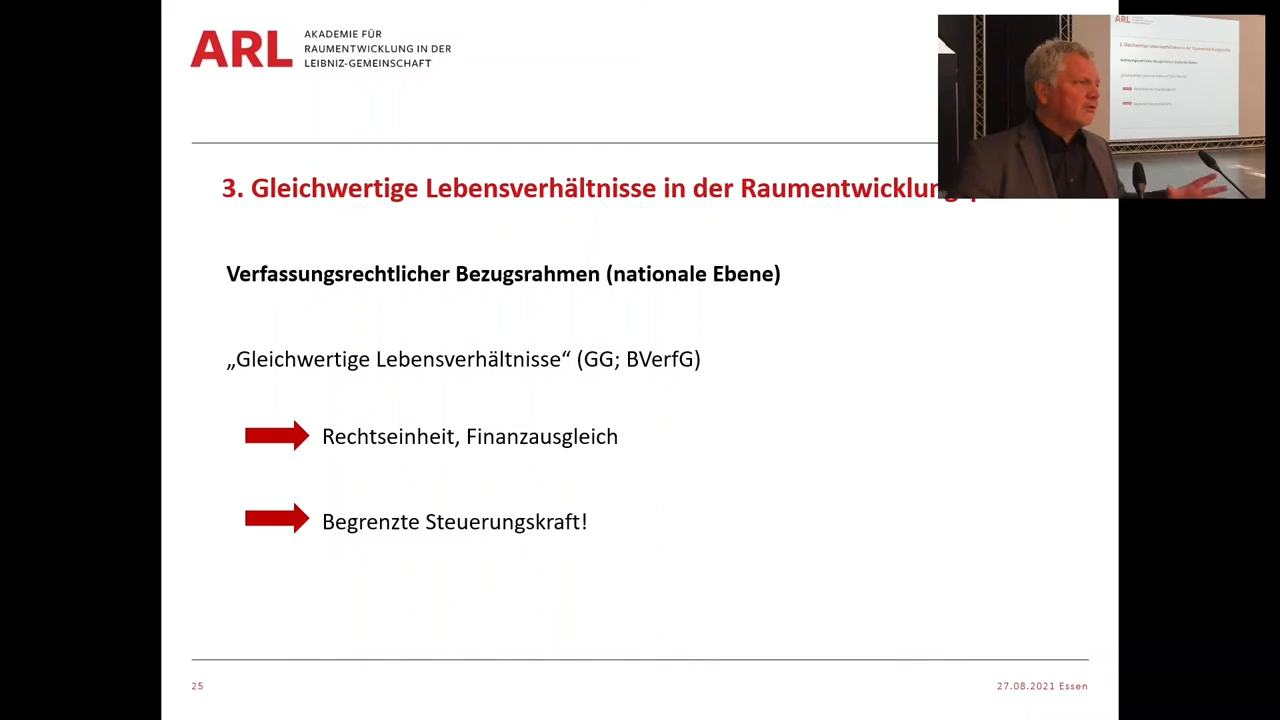 ARL
AKADEMIE FÜR
RAUMENTWICKLUNG IN DER
LEIBNIZ-GEMEINSCHAFT
3. Gleichwertige Lebensverhältnisse in der
Verfassungsrechtlicher Bezugsrahmen (nationale Ebene)
„Gleichwertige Lebensverhältnisse“ (GG; BVerfG)
Rechtseinheit, Finanzausgleich
Begrenzte Steuerungskraft!
25
27.08.2021 Essen
ARL